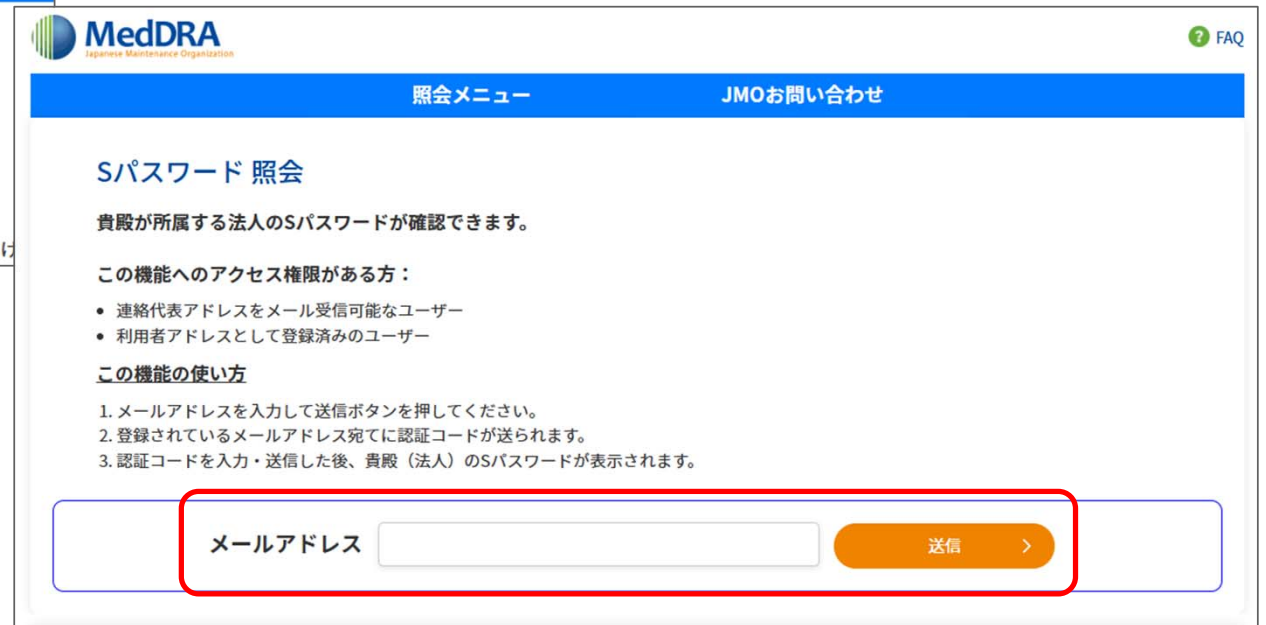 MedDRA
Japanese Maintenance Organization
FAQ
照会メニュー
JMOお問い合わせ
Sパスワード 照会
貴殿が所属する法人のSパスワードが確認できます。
け
この機能へのアクセス権限がある方：
• 連絡代表アドレスをメール受信可能なユーザー
• 利用者アドレスとして登録済みのユーザー
この機能の使い方
1. メールアドレスを入力して送信ボタンを押してください。
2. 登録されているメールアドレス宛てに認証コードが送られます。
3. 認証コードを入力・送信した後、貴殿（法人）のSパスワードが表示されます。
メールアドレス
送信